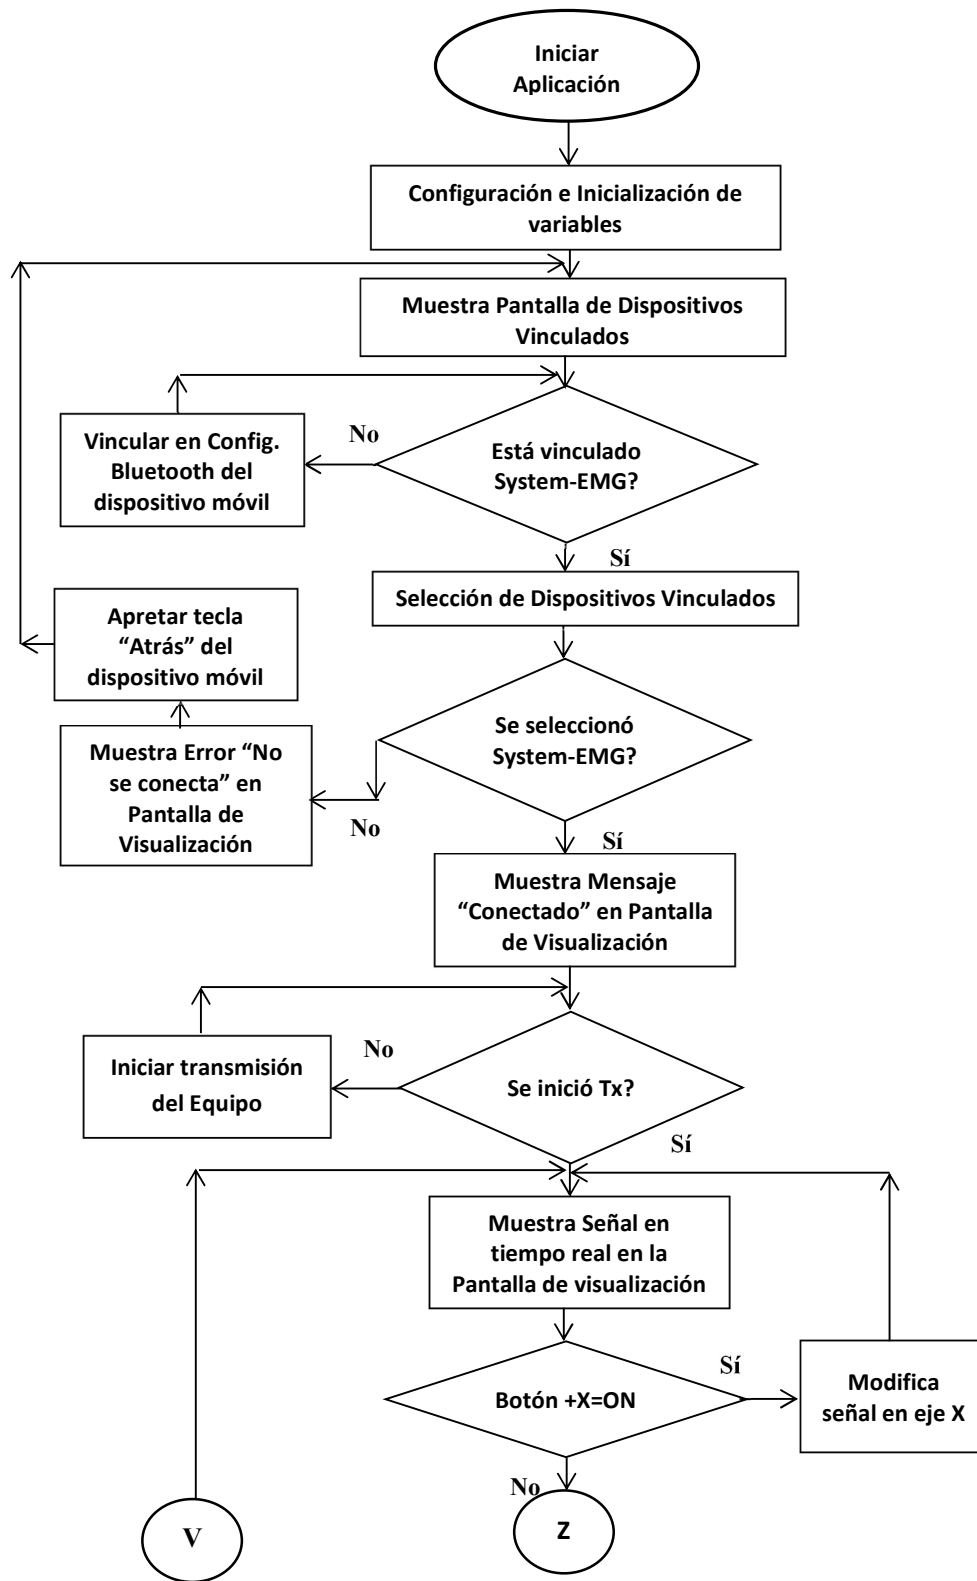 Iniciar
Aplicación
Configuración e Inicialización de
variables
Muestra Pantalla de Dispositivos
Vinculados
Vincular en Config.
Bluetooth del
dispositivo móvil
No
Está vinculado
System-EMG?
Sí
Selección de Dispositivos Vinculados
Apretar tecla
“Atrás” del
dispositivo móvil
Se seleccionó
System-EMG?
Muestra Error “No
se conecta” en
Pantalla de
Visualización
No
Sí
Muestra Mensaje
“Conectado” en Pantalla
de Visualización
Iniciar transmisión
del Equipo
No
Se inició Tx?
Sí
Muestra Señal en
tiempo real en la
Pantalla de visualización
Botón +X=ON
Sí
Modifica
señal en eje X
No
V
Z